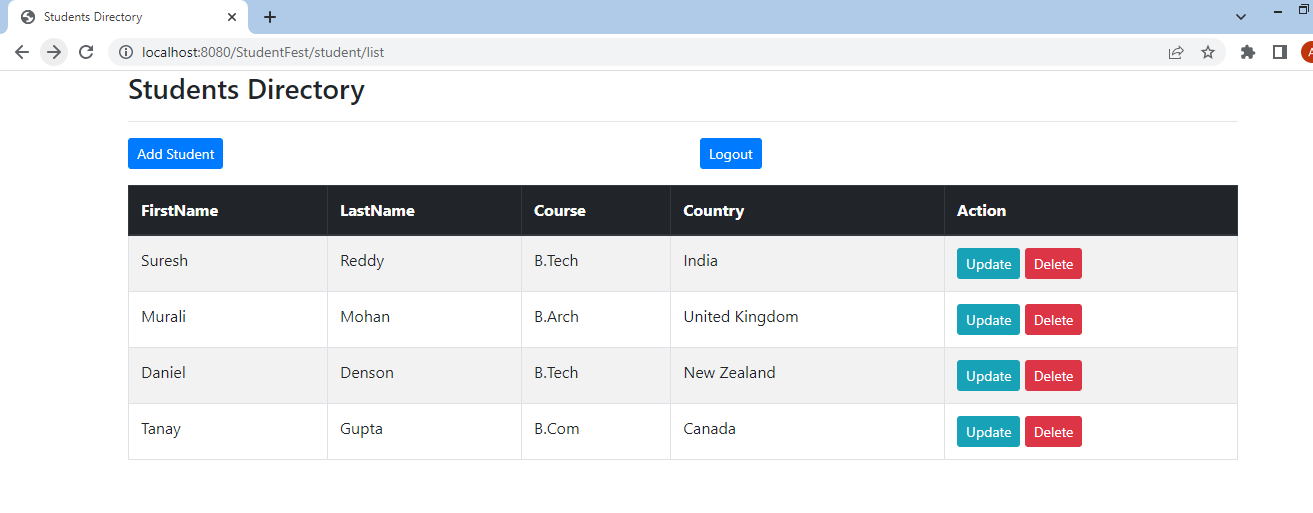 Students Directory
localhost:8080/StudentFest/student/list
Students Directory
Add Student Logout
FirstName LastName Course Country Action
Suresh Reddy B.Tech India Update Delete
Murali Mohan B.Arch United Kingdom Update Delete
Daniel Denson B.Tech New Zealand Update Delete
Tanay Gupta B.Com Canada Update Delete